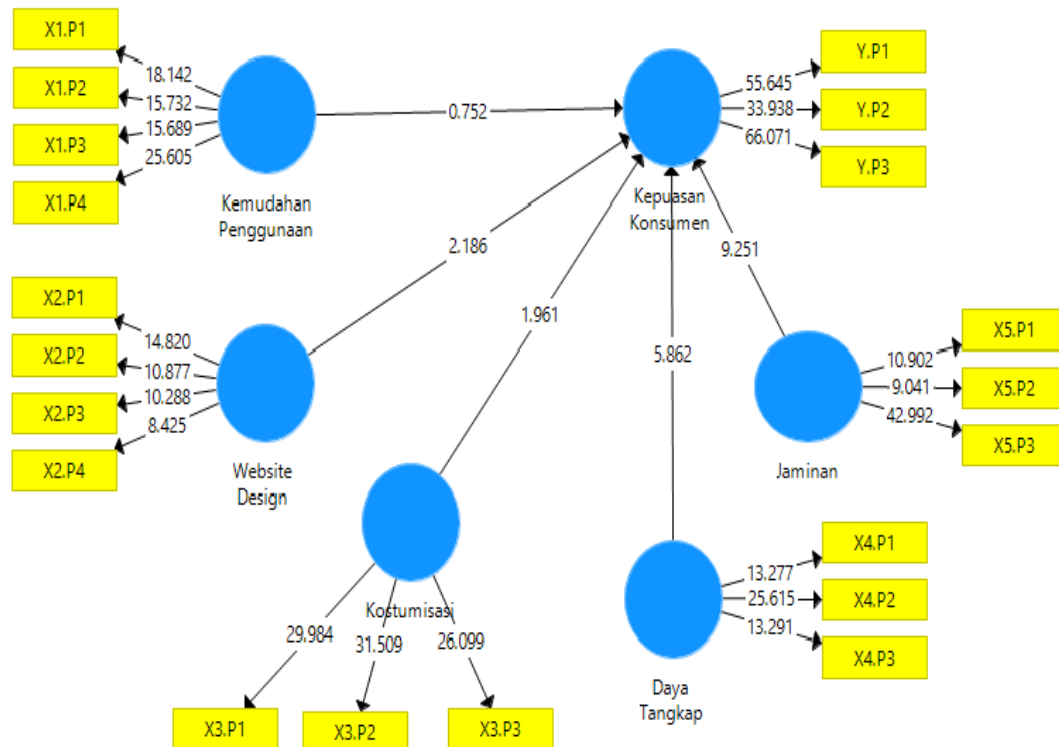 X1.P1
18.142
X1.P2
15.732
X1.P3
15.689
25.605
X1.P4
Kemudahan
Penggunaan
0.752
Y.P1
55.645
Y.P2
33.938
66.071
Y.P3
Kepuasan
Konsumen
2.186
1.961
5.862
9.251
X2.P1
14.820
X2.P2
10.877
X2.P3
10.288
8.425
X2.P4
Website
Design
X5.P1
10.902
X5.P2
9.041
42.992
X5.P3
Jaminan
Kostumisasi
29.984
31.509
26.099
X3.P1
X3.P2
X3.P3
X4.P1
13.277
25.615
X4.P2
13.291
X4.P3
Daya
Tangkap